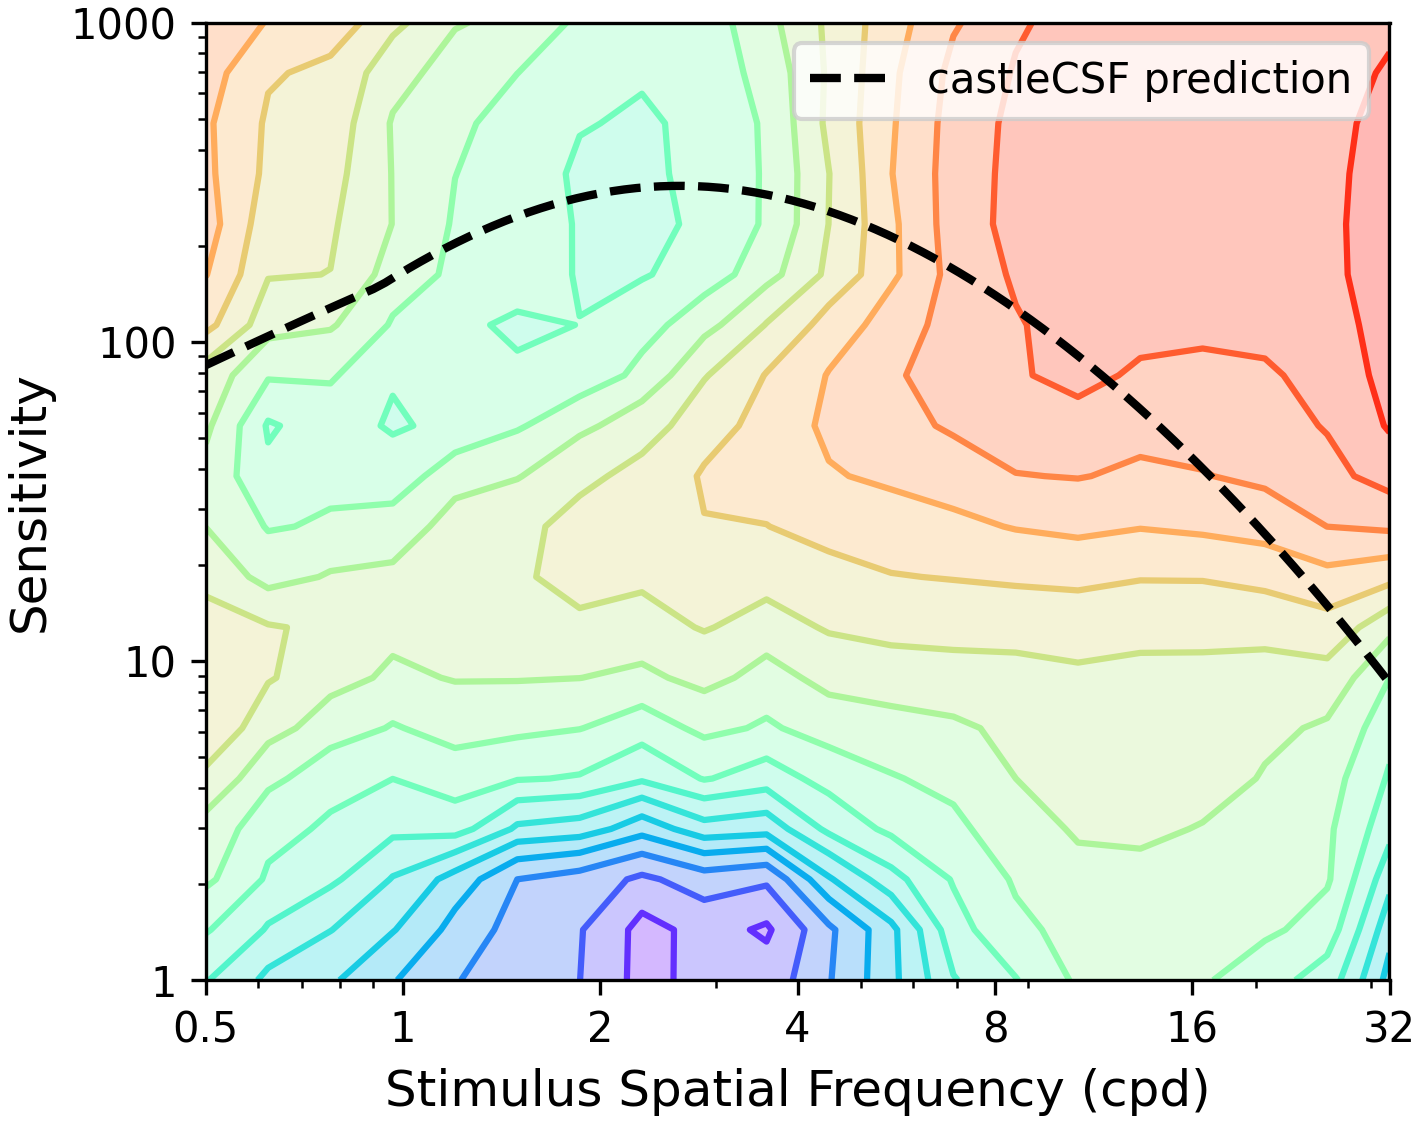 1000
100
10
1
Sensitivity
castleCSF prediction
0.5 1 2 4 8 16 32
Stimulus Spatial Frequency (cpd)